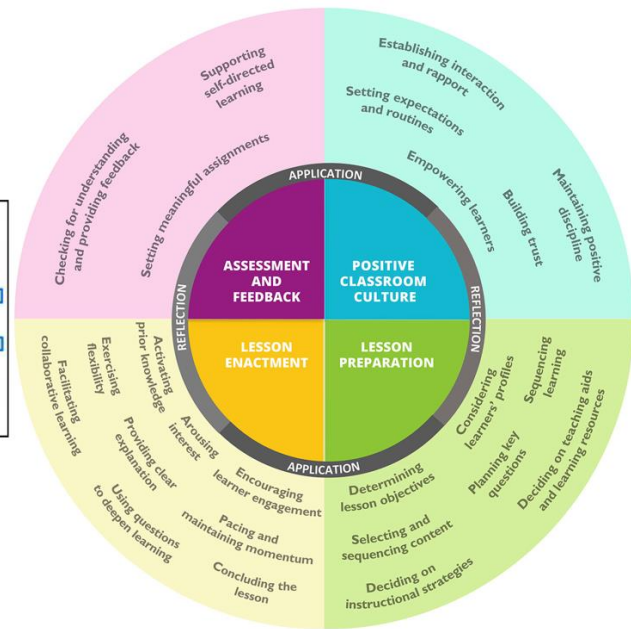 Supporting
self-directed
learning
Setting meaningful assignments
Checking for understanding
and providing feedback
Establishing interaction
and rapport
Setting expectations
and routines
Empowering learners
Building trust
Maintaining positive
discipline
APPLICATION
REFLECTION
REFLECTION
APPLICATION
ASSESSMENT
AND
FEEDBACK
POSITIVE
CLASSROOM
CULTURE
LESSON
ENACTMENT
LESSON
PREPARATION
Activating
prior knowledge
Exercising
flexibility
Facilitating
collaborative learning
Arousing
interest
Providing clear
explanation
Using questions
to deepen learning
Encouraging
learner engagement
Pacing and
maintaining momentum
Concluding the
lesson
Determining
lesson objectives
Selecting and
sequencing content
Deciding on
instructional strategies
Considering
learners' profiles
Planning key
questions
Sequencing
learning
Deciding on teaching aids
and learning resources